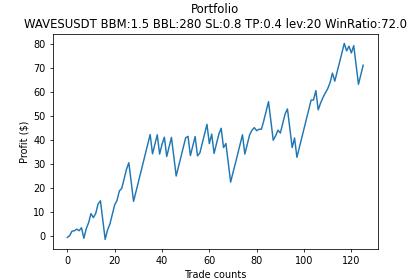 Portfolio
WAVESUSDT BBM:1.5 BBL:280 SL:0.8 TP:0.4 lev:20 WinRatio:72.0
80
70
60
50
40
30
20
10
0
Profit ($)
0 20 40 60 80 100 120
Trade counts